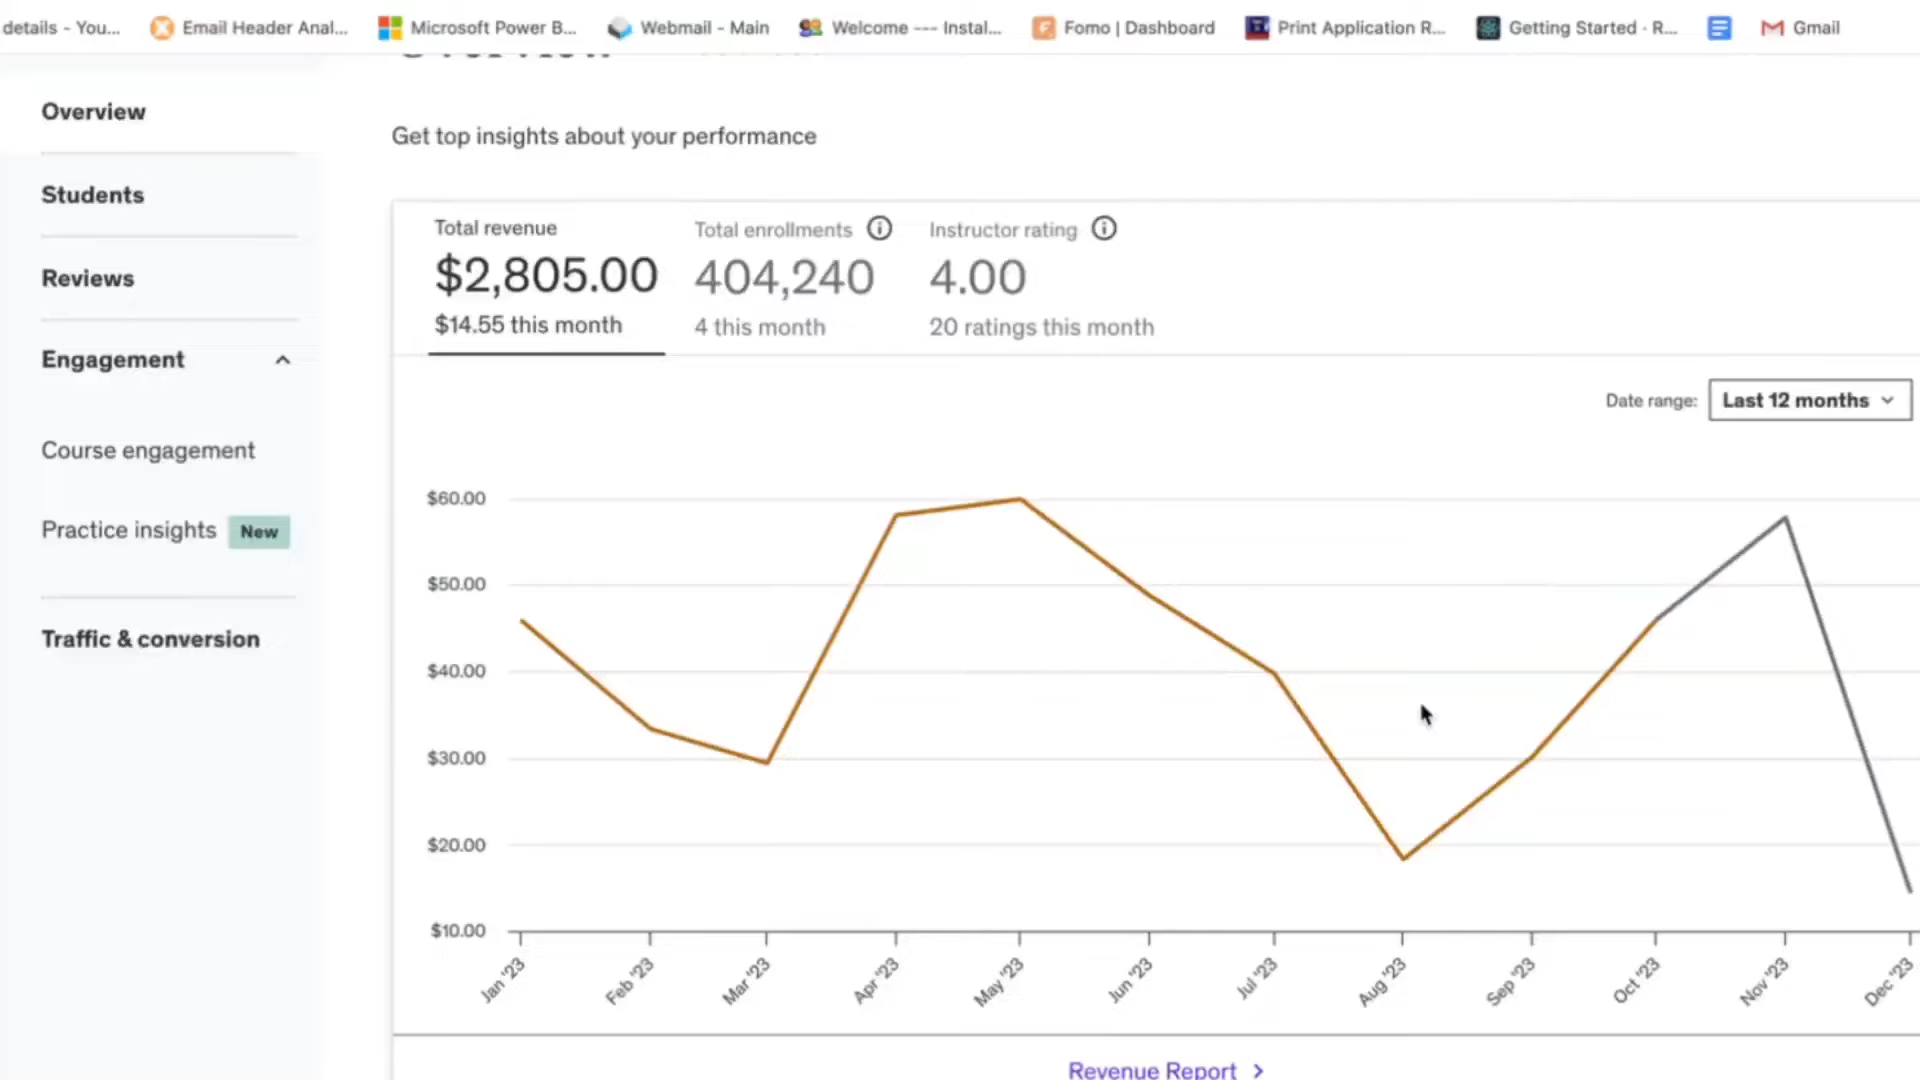 details - You...
Email Header Anal...
Microsoft Power B...
Webmail - Main
Welcome --- Instal...
Fomo | Dashboard
Print Application R...
Getting Started · R...
Gmail
Overview
Students
Reviews
Engagement
Course engagement
Practice insights New
Traffic & conversion
Get top insights about your performance
Total revenue
$2,805.00
$14.55 this month
Total enrollments
404,240
4 this month
Instructor rating
4.00
20 ratings this month
Date range: Last 12 months
$60.00
$50.00
$40.00
$30.00
$20.00
$10.00
Jan '23
Feb '23
Mar '23
Apr '23
May '23
Jun '23
Jul '23
Aug '23
Sep '23
Oct '23
Nov '23
Dec '23
Revenue Report